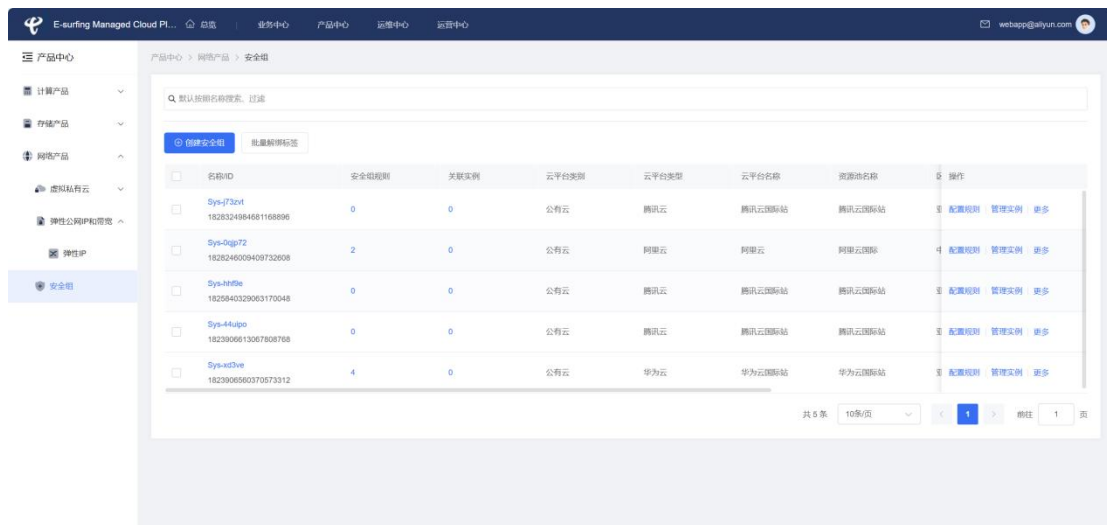 E-surfing Managed Cloud Pl... 总览 业务中心 产品中心 运维中心 运营中心 webapp@aliyun.com
产品中心
产品中心 > 网络产品 > 安全组
计算产品
存储产品
网络产品
虚拟私有云
弹性公网IP和带宽
弹性IP
安全组
默认按照名称搜索、过滤
创建安全组 批量解绑标签
名称/ID 安全组规则 关联实例 云平台类别 云平台类型 云平台名称 资源池名称 操作
Sys-j73zvt
1828324984681168896 0 0 公有云 腾讯云 腾讯云国际站 腾讯云国际站 配置规则 管理实例 更多
Sys-0qjp72
1828246009409732608 2 0 公有云 阿里云 阿里云 阿里云国际 配置规则 管理实例 更多
Sys-hhf9e
1825840329063170048 0 0 公有云 腾讯云 腾讯云国际站 腾讯云国际站 配置规则 管理实例 更多
Sys-44uipo
1823906613067808768 0 0 公有云 腾讯云 腾讯云国际站 腾讯云国际站 配置规则 管理实例 更多
Sys-xd3ve
1823906560370573312 4 0 公有云 华为云 华为云国际站 华为云国际站 配置规则 管理实例 更多
共 5 条 10条/页 < 1 > 前往 1 页